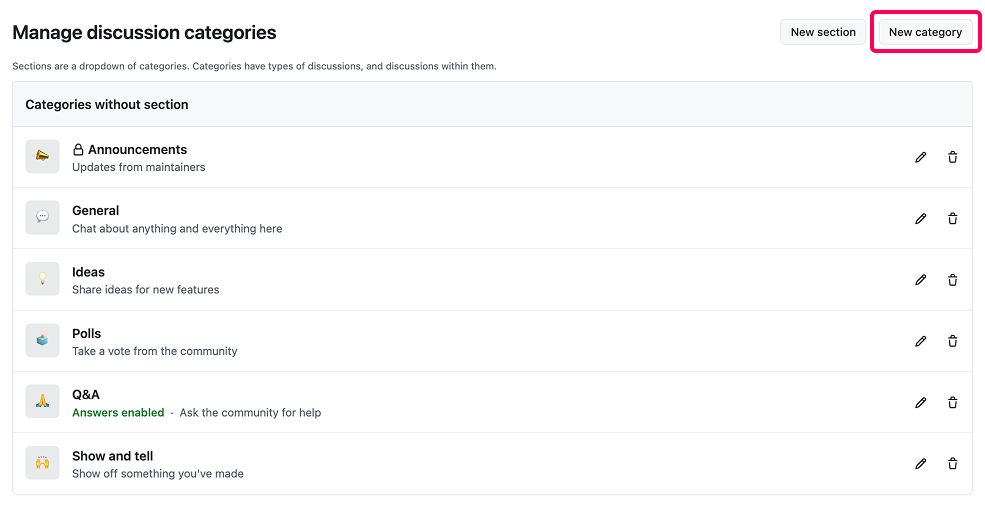 Manage discussion categories
New section
New category
Sections are a dropdown of categories. Categories have types of discussions, and discussions within them.
Categories without section
Announcements
Updates from maintainers
General
Chat about anything and everything here
Ideas
Share ideas for new features
Polls
Take a vote from the community
Q&A
Answers enabled · Ask the community for help
Show and tell
Show off something you've made